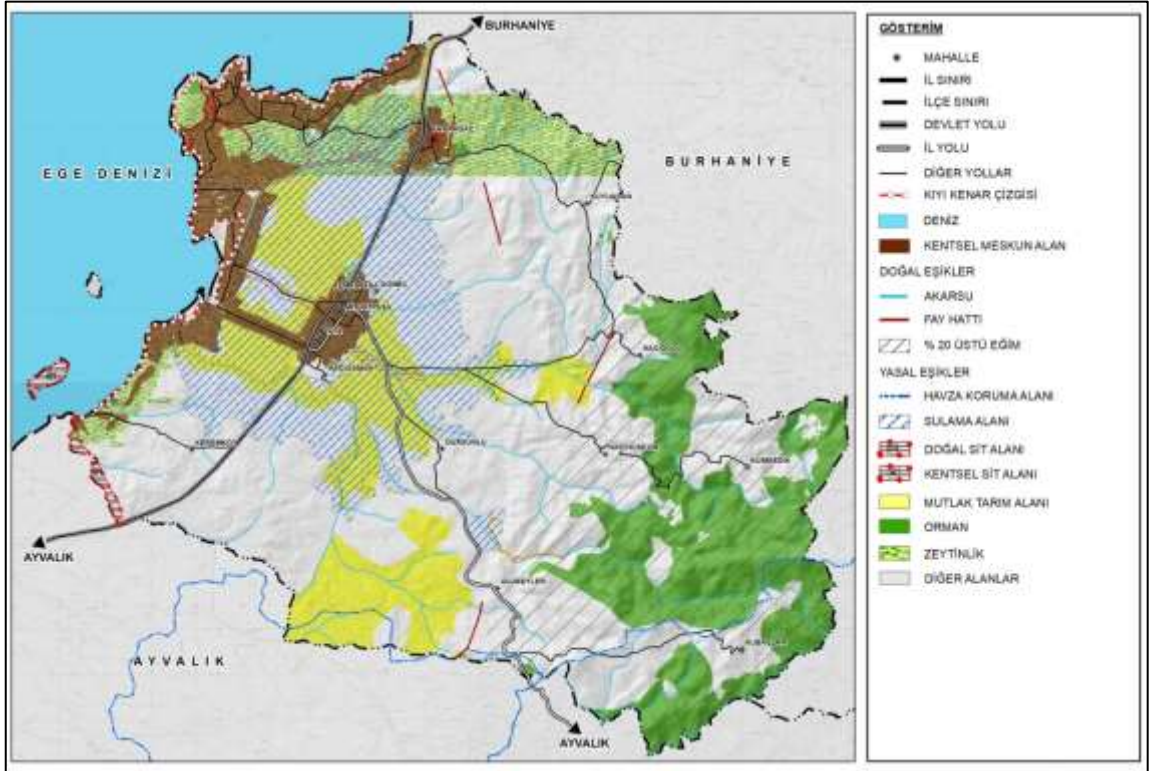 BURHANİYE
EGE DENİZİ
BURHANİYE
KARAAĞAÇ
DURSUNLU
KUMGEDİK
AYVALIK
AYVALIK
AYVALIK
GÖSTERİM
MAHALLE
İL SINIRI
İLÇE SINIRI
DEVLET YOLU
İL YOLU
DİĞER YOLLAR
KIYI KENAR ÇİZGİSİ
DENİZ
KENTSEL MESKUN ALAN
DOĞAL EŞİKLER
AKARSU
FAY HATTI
% 20 ÜSTÜ EĞİM
YASAL EŞİKLER
HAVZA KORUMA ALANI
SULAMA ALANI
DOĞAL SİT ALANI
KENTSEL SİT ALANI
MUTLAK TARIM ALANI
ORMAN
ZEYTİNLİK
DİĞER ALANLAR